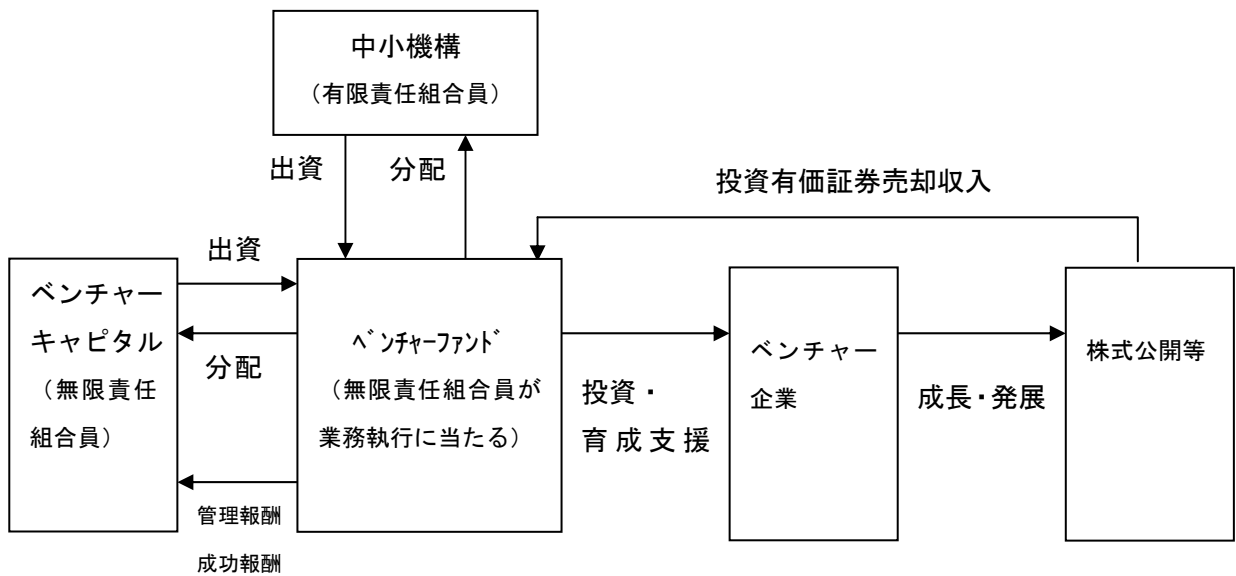 中小機構
（有限責任組合員）
出資
分配
投資有価証券売却収入
出資
ベンチャー
キャピタル
（無限責任
組合員）
分配
管理報酬
成功報酬
ﾍﾞﾝﾁｬｰﾌｧﾝﾄﾞ
（無限責任組合員が
業務執行に当たる）
投資・
育成支援
ベンチャー
企業
成長・発展
株式公開等